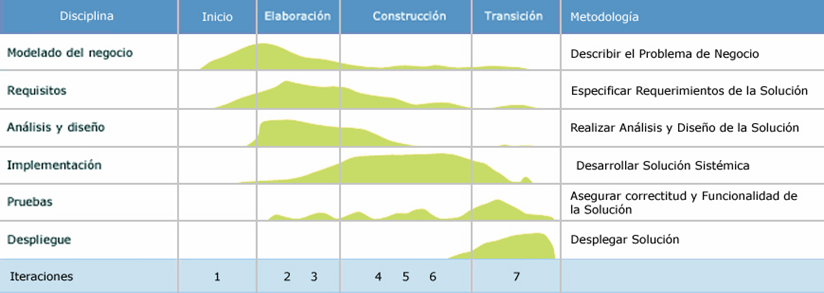 Disciplina Inicio Elaboración Construcción Transición Metodología
Modelado del negocio Describir el Problema de Negocio
Requisitos Especificar Requerimientos de la Solución
Análisis y diseño Realizar Análisis y Diseño de la Solución
Implementación Desarrollar Solución Sistémica
Pruebas Asegurar correctitud y Funcionalidad de
la Solución
Despliegue Desplegar Solución
Iteraciones 1 2 3 4 5 6 7